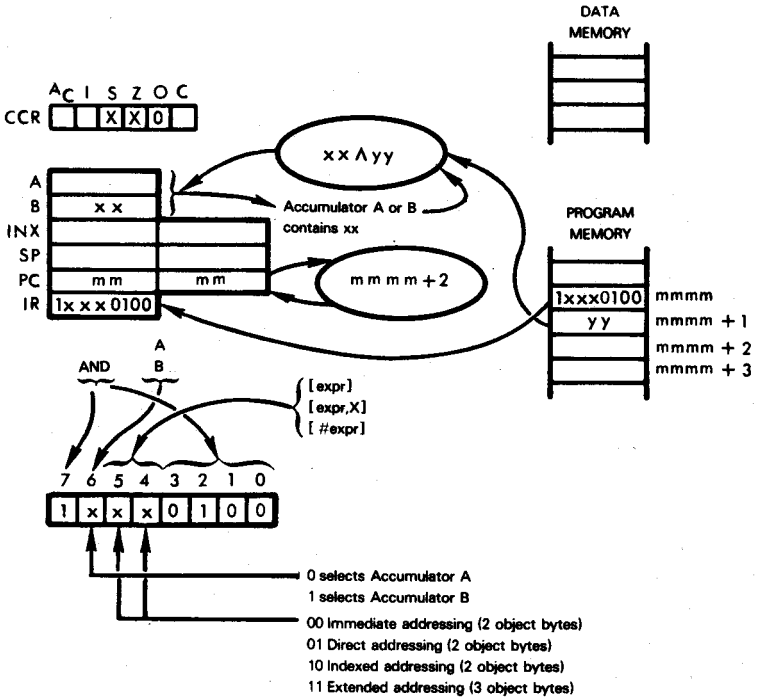 DATA
MEMORY
AC I S Z O C
CCR X X 0
xx ∧ yy
A
B xx
Accumulator A or B
contains xx
INX
SP
PC mm mm
IR 1xxx0100
mmmm+2
PROGRAM
MEMORY
1xxx0100 mmmm
yy mmmm + 1
mmmm + 2
mmmm + 3
A
AND B
[expr]
[expr,X]
[ #expr]
7 6 5 4 3 2 1 0
1 x x x 0 1 0 0
0 selects Accumulator A
1 selects Accumulator B
00 Immediate addressing (2 object bytes)
01 Direct addressing (2 object bytes)
10 Indexed addressing (2 object bytes)
11 Extended addressing (3 object bytes)